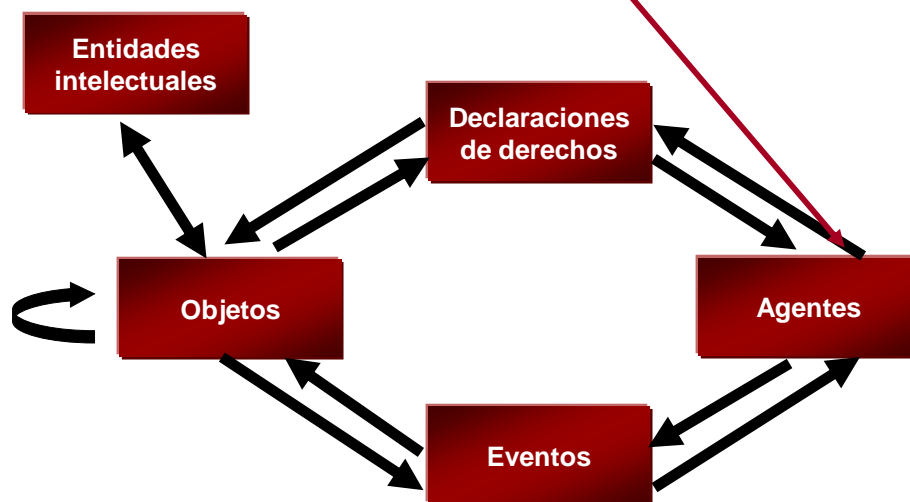 Entidades
intelectuales
Declaraciones
de derechos
Objetos
Agentes
Eventos